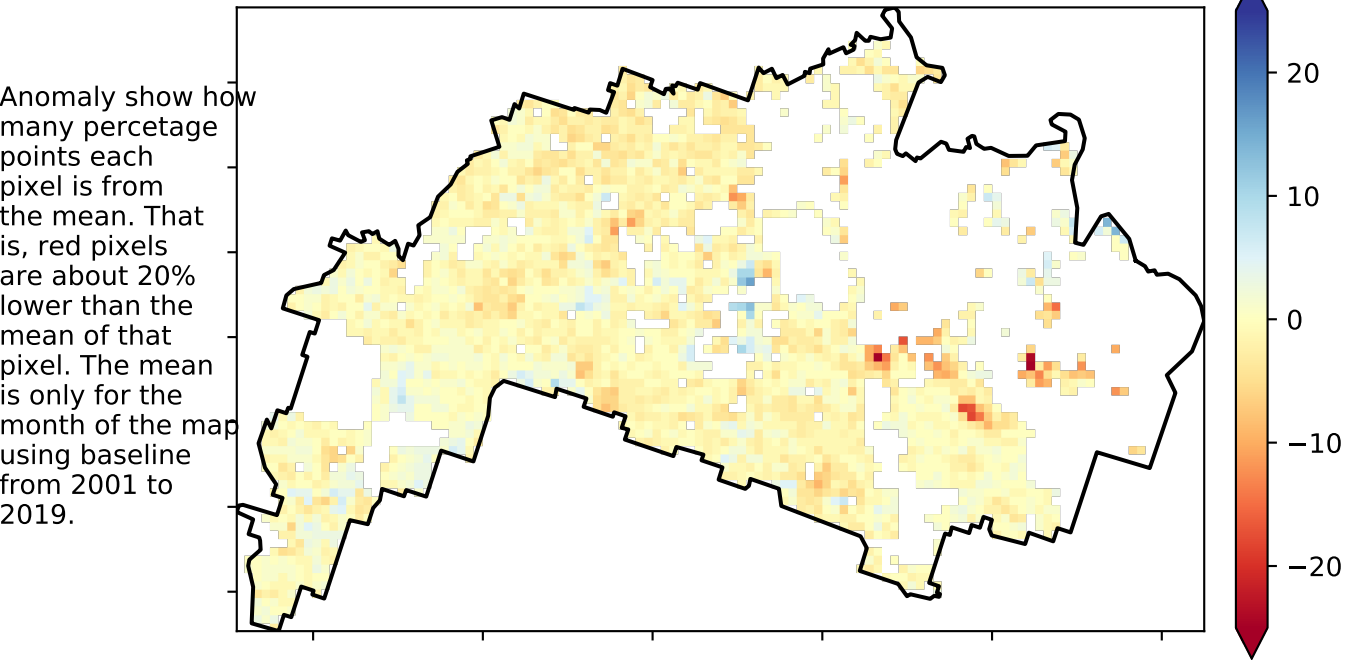 Anomaly show how
many percetage
points each
pixel is from
the mean. That
is, red pixels
are about 20%
lower than the
mean of that
pixel. The mean
is only for the
month of the map
using baseline
from 2001 to
2019.
20
10
0
−10
−20